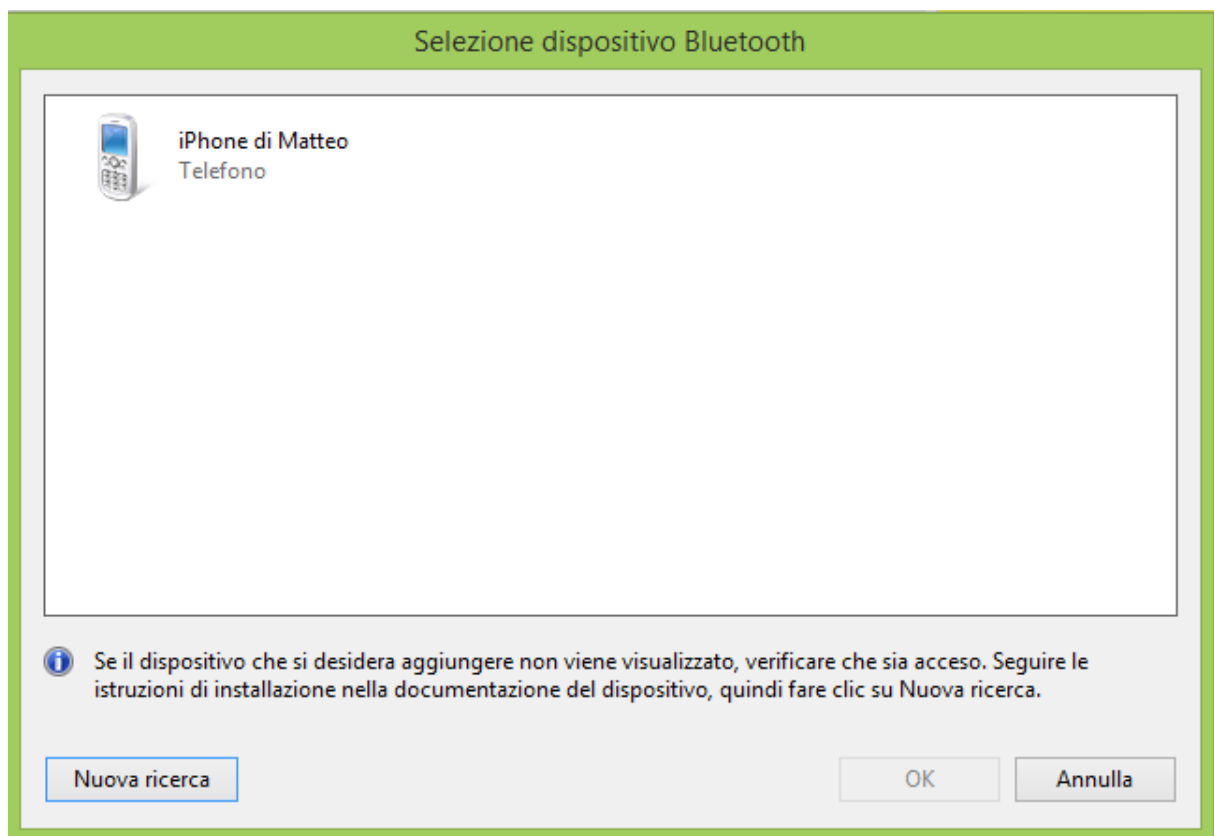 Selezione dispositivo Bluetooth
iPhone di Matteo
Telefono
Se il dispositivo che si desidera aggiungere non viene visualizzato, verificare che sia acceso. Seguire le
istruzioni di installazione nella documentazione del dispositivo, quindi fare clic su Nuova ricerca.
Nuova ricerca
OK
Annulla